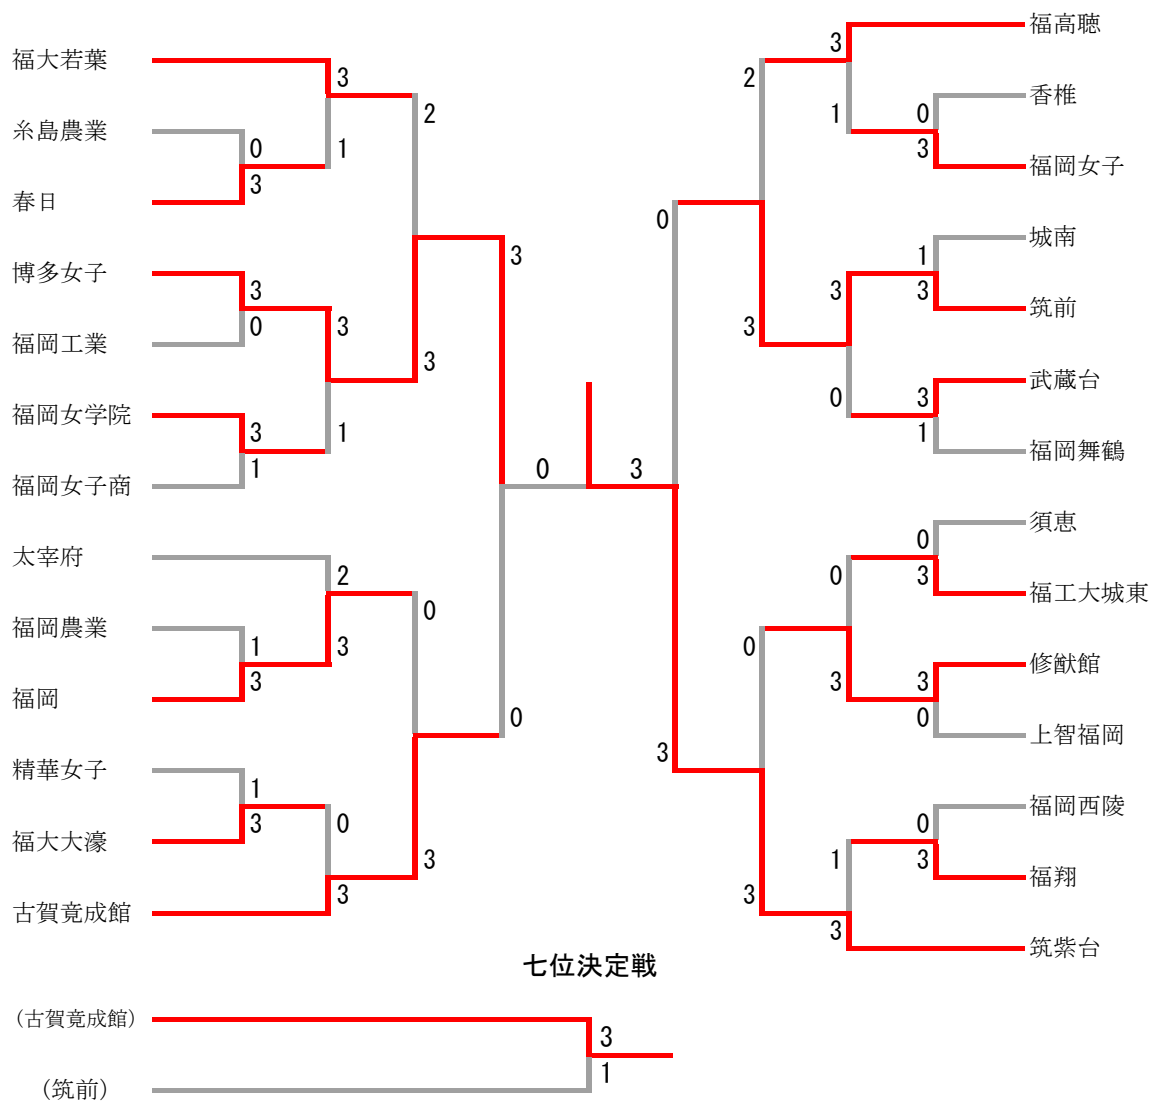 福大若葉
3
2
糸島農業
0
1
春日
3
博多女子
3
3
福岡工業
0
3
3
福岡女学院
3
1
福岡女子商
1
太宰府
2
0
福岡農業
1
3
福岡
3
0
精華女子
1
0
福大大濠
3
3
古賀竟成館
3
0
3
福高聴
3
2
香椎
0
1
福岡女子
3
0
城南
1
3
筑前
3
3
武蔵台
3
0
福岡舞鶴
1
須恵
0
0
福工大城東
3
0
修猷館
3
3
上智福岡
0
3
福岡西陵
0
1
福翔
3
3
筑紫台
3
七位決定戦
(古賀竟成館)
3
1
(筑前)